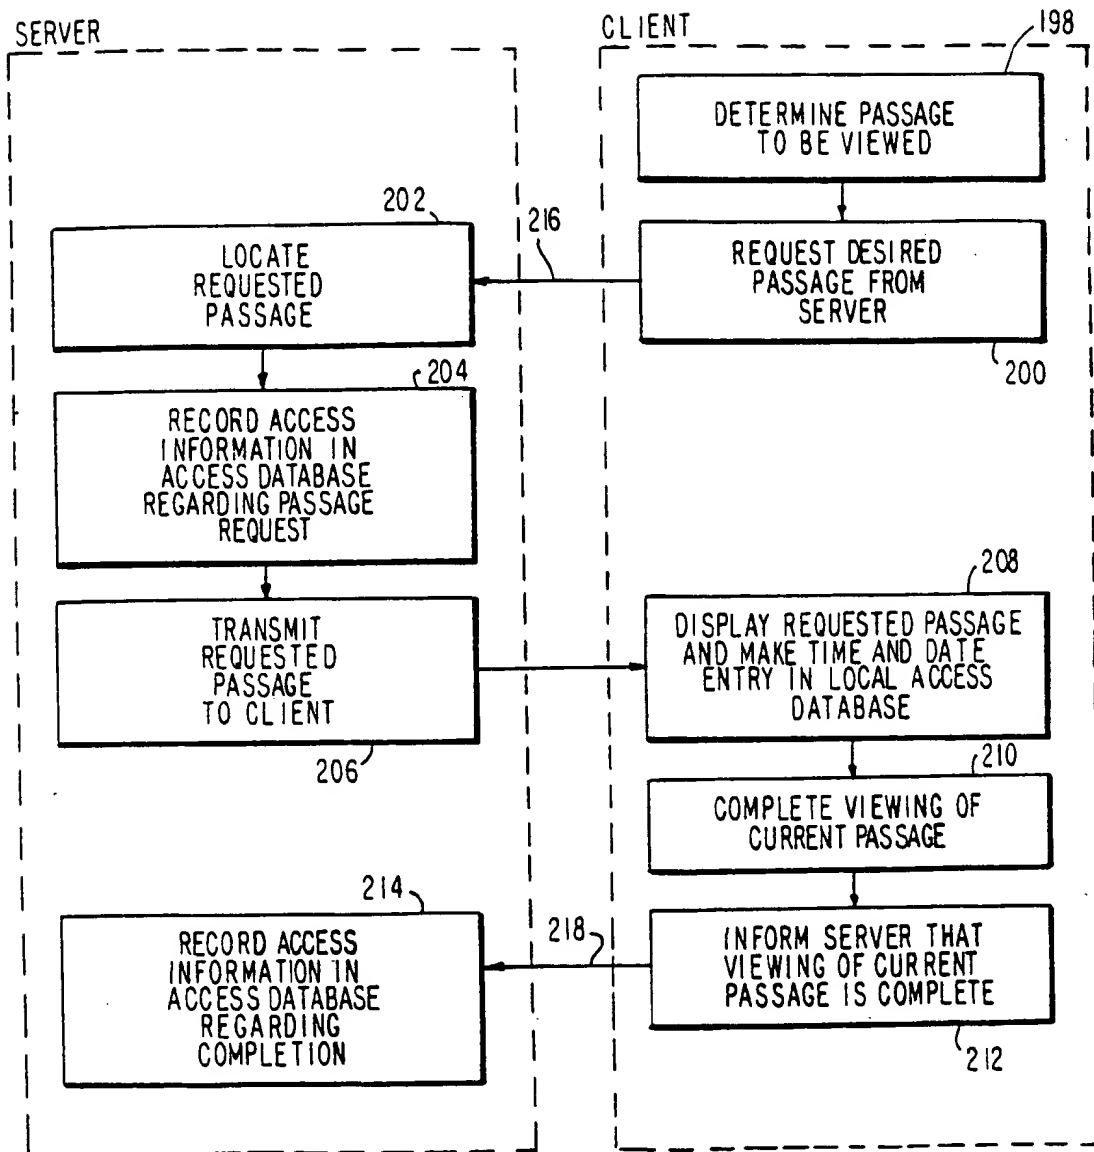 SERVER
CLIENT
198
DETERMINE PASSAGE
TO BE VIEWED
202
216
LOCATE
REQUESTED
PASSAGE
REQUEST DESIRED
PASSAGE FROM
SERVER
200
204
RECORD ACCESS
INFORMATION IN
ACCESS DATABASE
REGARDING PASSAGE
REQUEST
208
TRANSMIT
REQUESTED
PASSAGE
TO CLIENT
206
DISPLAY REQUESTED PASSAGE
AND MAKE TIME AND DATE
ENTRY IN LOCAL ACCESS
DATABASE
210
COMPLETE VIEWING OF
CURRENT PASSAGE
214
218
RECORD ACCESS
INFORMATION IN
ACCESS DATABASE
REGARDING
COMPLETION
INFORM SERVER THAT
VIEWING OF CURRENT
PASSAGE IS COMPLETE
212